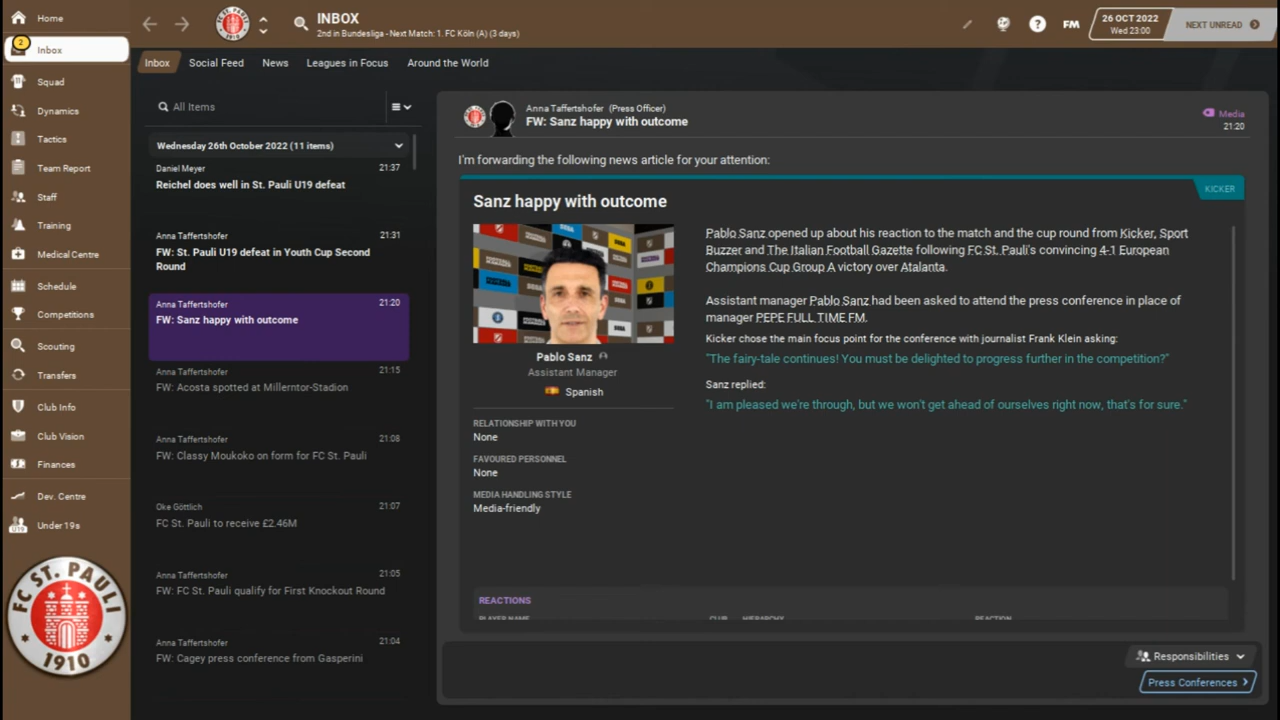 Home
2
Inbox
Squad
Dynamics
Tactics
Team Report
Staff
Training
Medical Centre
Schedule
Competitions
Scouting
Transfers
Club Info
Club Vision
Finances
Dev. Centre
Under 19s
FC ST. PAULI
1910
INBOX
2nd in Bundesliga - Next Match: 1. FC Köln (A) (3 days)
FM
26 OCT 2022
Wed 23:00
NEXT UNREAD
Inbox
Social Feed
News
Leagues in Focus
Around the World
All Items
Wednesday 26th October 2022 (11 items)
Daniel Meyer 21:37
Reichel does well in St. Pauli U19 defeat
Anna Taffertshofer 21:31
FW: St. Pauli U19 defeat in Youth Cup Second
Round
Anna Taffertshofer 21:20
FW: Sanz happy with outcome
Anna Taffertshofer 21:15
FW: Acosta spotted at Millerntor-Stadion
Anna Taffertshofer 21:08
FW: Classy Moukoko on form for FC St. Pauli
Oke Göttlich 21:07
FC St. Pauli to receive £2.46M
Anna Taffertshofer 21:05
FW: FC St. Pauli qualify for First Knockout Round
Anna Taffertshofer 21:04
FW: Cagey press conference from Gasperini
Anna Taffertshofer (Press Officer)
FW: Sanz happy with outcome
Media
21:20
I'm forwarding the following news article for your attention:
KICKER
Sanz happy with outcome
Pablo Sanz
Assistant Manager
Spanish
RELATIONSHIP WITH YOU
None
FAVOURED PERSONNEL
None
MEDIA HANDLING STYLE
Media-friendly
Pablo Sanz opened up about his reaction to the match and the cup round from Kicker, Sport
Buzzer and The Italian Football Gazette following FC St. Pauli's convincing 4-1 European
Champions Cup Group A victory over Atalanta.
Assistant manager Pablo Sanz had been asked to attend the press conference in place of
manager PEPE FULL TIME FM.
Kicker chose the main focus point for the conference with journalist Frank Klein asking:
"The fairy-tale continues! You must be delighted to progress further in the competition?"
Sanz replied:
"I am pleased we're through, but we won't get ahead of ourselves right now, that's for sure."
REACTIONS
PLAYER NAME CLUB HIERARCHY REACTION
Responsibilities
Press Conferences